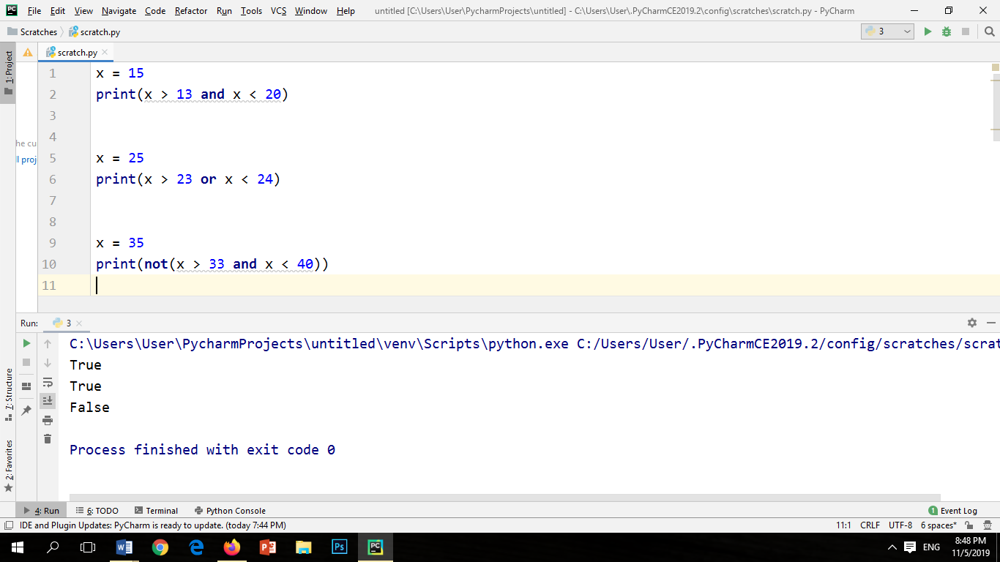 PC File Edit View Navigate Code Refactor Run Tools VCS Window Help untitled [C:\Users\User\PycharmProjects\untitled] - C:\Users\User\.PyCharmCE2019.2\config\scratches\scratch.py - PyCharm
Scratches scratch.py 3
1: Project
scratch.py
he cu
ll proj
1 x = 15
2 print(x > 13 and x < 20)
3
4
5 x = 25
6 print(x > 23 or x < 24)
7
8
9 x = 35
10 print(not(x > 33 and x < 40))
11
Run: 3
C:\Users\User\PycharmProjects\untitled\venv\Scripts\python.exe C:/Users/User/.PyCharmCE2019.2/config/scratches/scrat
True
True
False
Process finished with exit code 0
7: Structure
2: Favorites
4: Run 6: TODO Terminal Python Console 1 Event Log
IDE and Plugin Updates: PyCharm is ready to update. (today 7:44 PM) 11:1 CRLF UTF-8 6 spaces*
W P Ps PC ENG 8:48 PM
11/5/2019